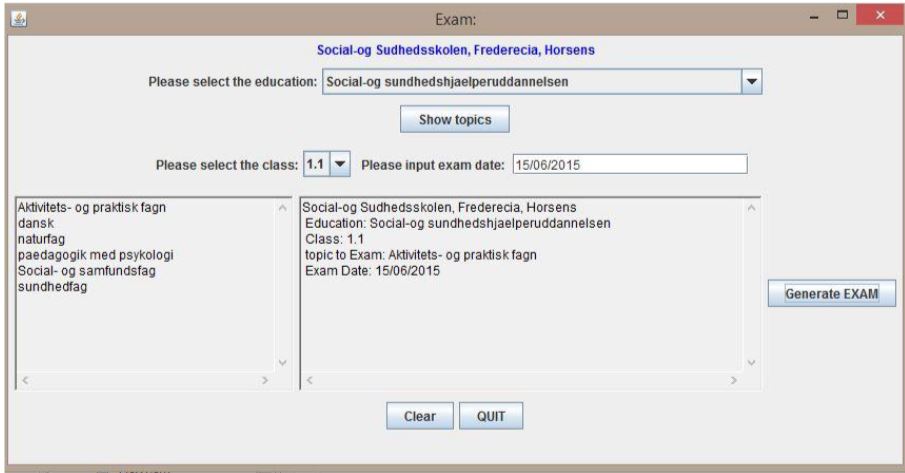 Exam:
Social-og Sudhedsskolen, Frederecia, Horsens
Please select the education: Social-og sundhedshjaelperuddannelsen
Show topics
Please select the class: 1.1 Please input exam date: 15/06/2015
Aktivitets- og praktisk fagn
dansk
naturfag
paedagogik med psykologi
Social- og samfundsfag
sundhedfag
Social-og Sudhedsskolen, Frederecia, Horsens
Education: Social-og sundhedshjaelperuddannelsen
Class: 1.1
topic to Exam: Aktivitets- og praktisk fagn
Exam Date: 15/06/2015
Generate EXAM
Clear QUIT